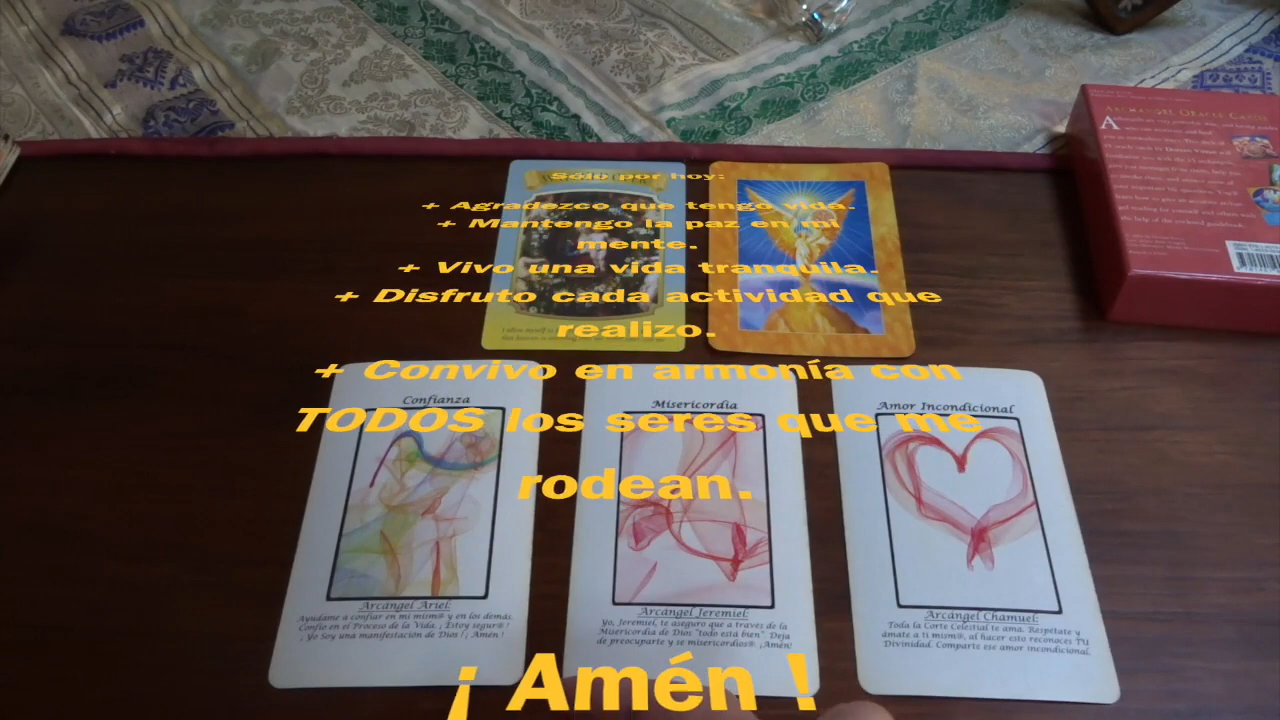 Sólo por hoy:
+ Agradezco que tengo vida.
+ Mantengo la paz en mi
mente.
+ Vivo una vida tranquila.
+ Disfruto cada actividad que
realizo.
+ Convivo en armonía con
TODOS los seres que me
rodean.
¡ Amén !
Confianza
Arcángel Ariel:
Ayudame a confiar en mi mism@ y en los demás.
Confío en el Proceso de la Vida. ¡ Estoy segur@ !
¡ Yo Soy una manifestación de Dios ! ¡ Amén !
Misericordia
Arcángel Jeremiel:
Yo, Jeremiel, te aseguro que a través de la
Misericordia de Dios "todo está bien". Deja
de preocuparte y se misericordios@. ¡Amén!
Amor Incondicional
Arcángel Chamuel:
Toda la Corte Celestial te ama. Respétate y
ámate a ti mism@, al hacer esto reconoces TU
Divinidad. Comparte ese amor incondicional.
ARCHANGEL ORACLE CARDS